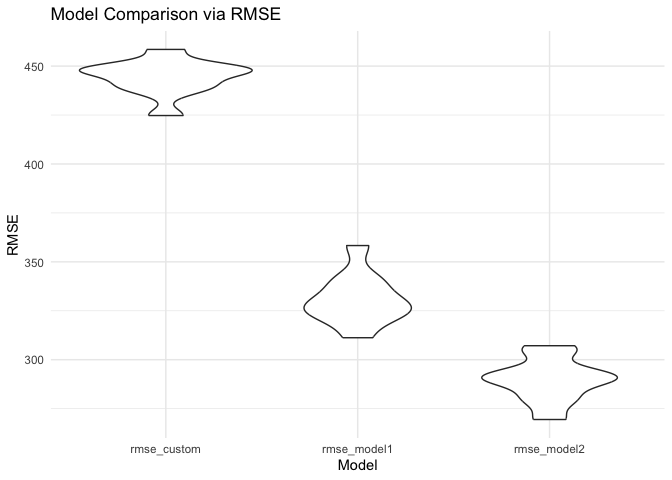 Model Comparison via RMSE
450
400
350
300
RMSE
rmse_custom
rmse_model1
rmse_model2
Model